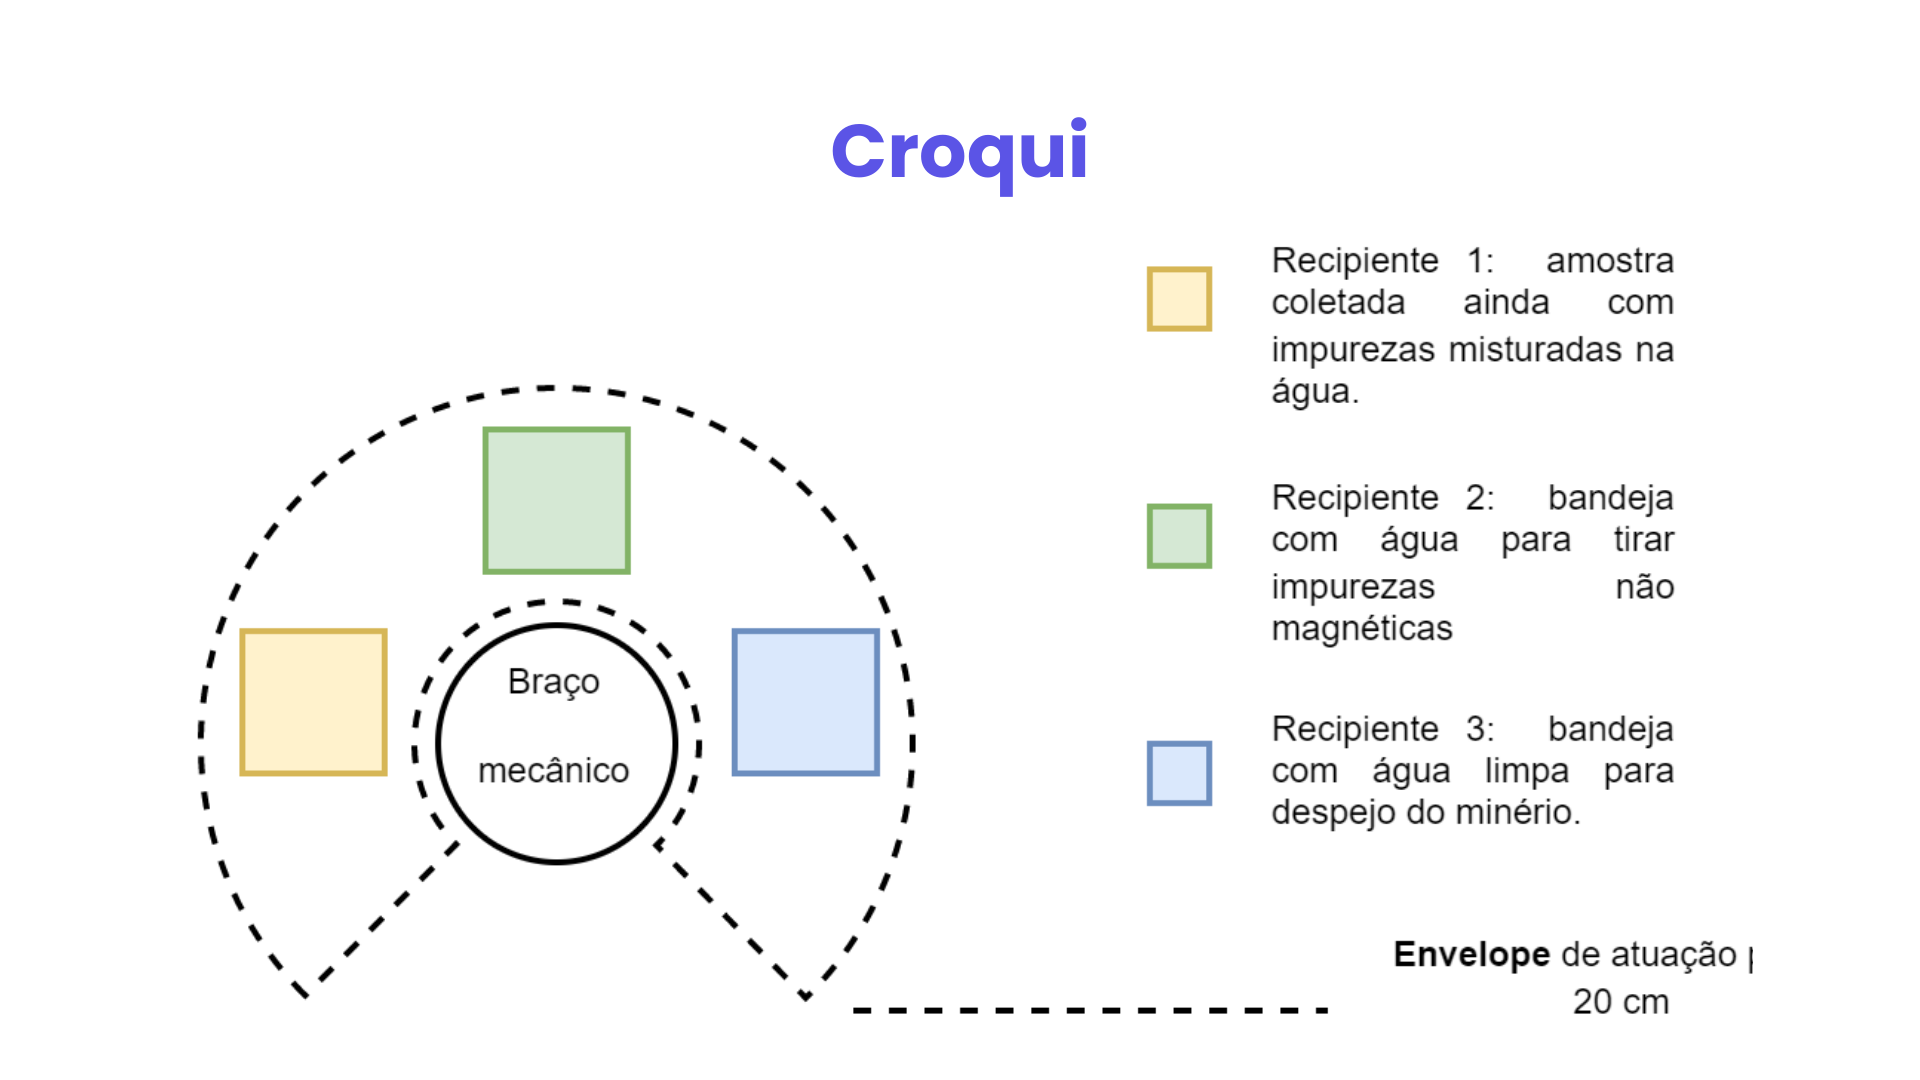 Croqui
Recipiente 1: amostra
coletada ainda com
impurezas misturadas na
água.
Recipiente 2: bandeja
com água para tirar
impurezas não
magnéticas
Recipiente 3: bandeja
com água limpa para
despejo do minério.
Braço
mecânico
Envelope de atuação
20 cm